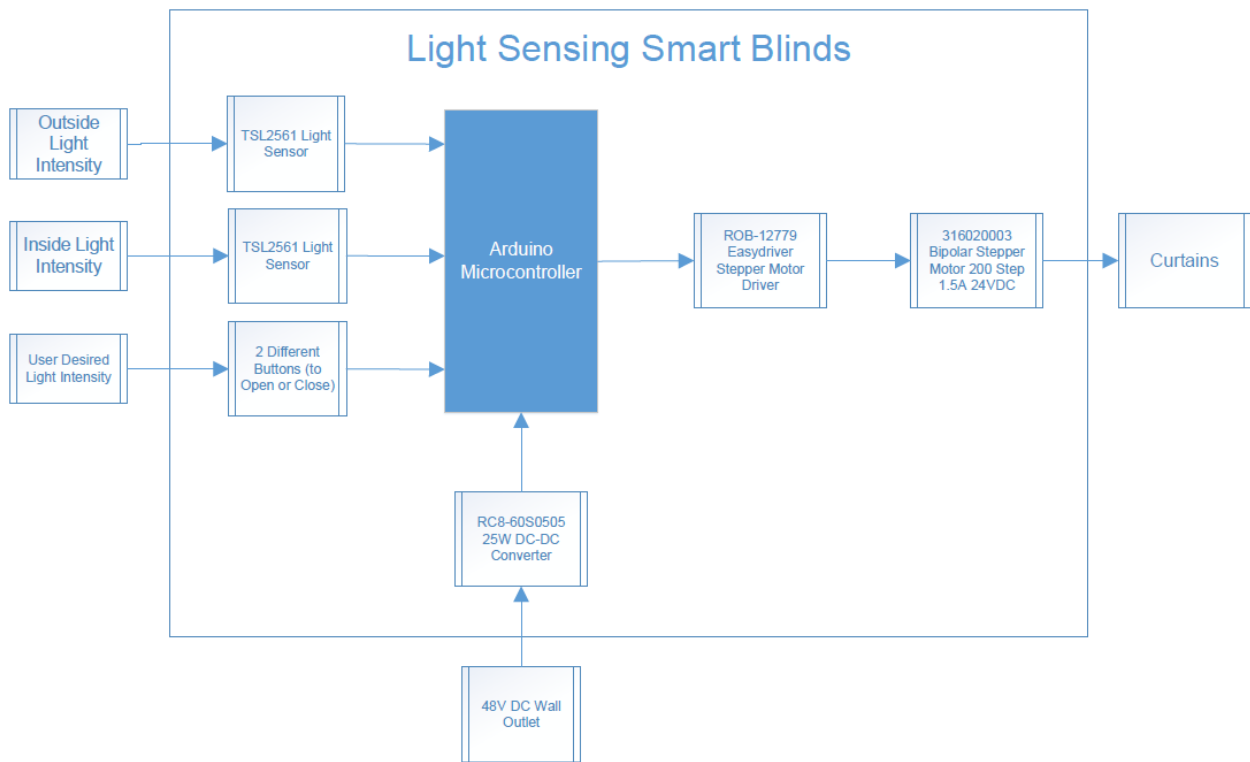 Light Sensing Smart Blinds
Outside
Light
Intensity
TSL2561 Light
Sensor
Inside Light
Intensity
TSL2561 Light
Sensor
User Desired
Light Intensity
2 Different
Buttons (to
Open or Close)
Arduino
Microcontroller
ROB-12779
Easydriver
Stepper Motor
Driver
316020003
Bipolar Stepper
Motor 200 Step
1.5A 24VDC
Curtains
RC8-60S0505
25W DC-DC
Converter
48V DC Wall
Outlet